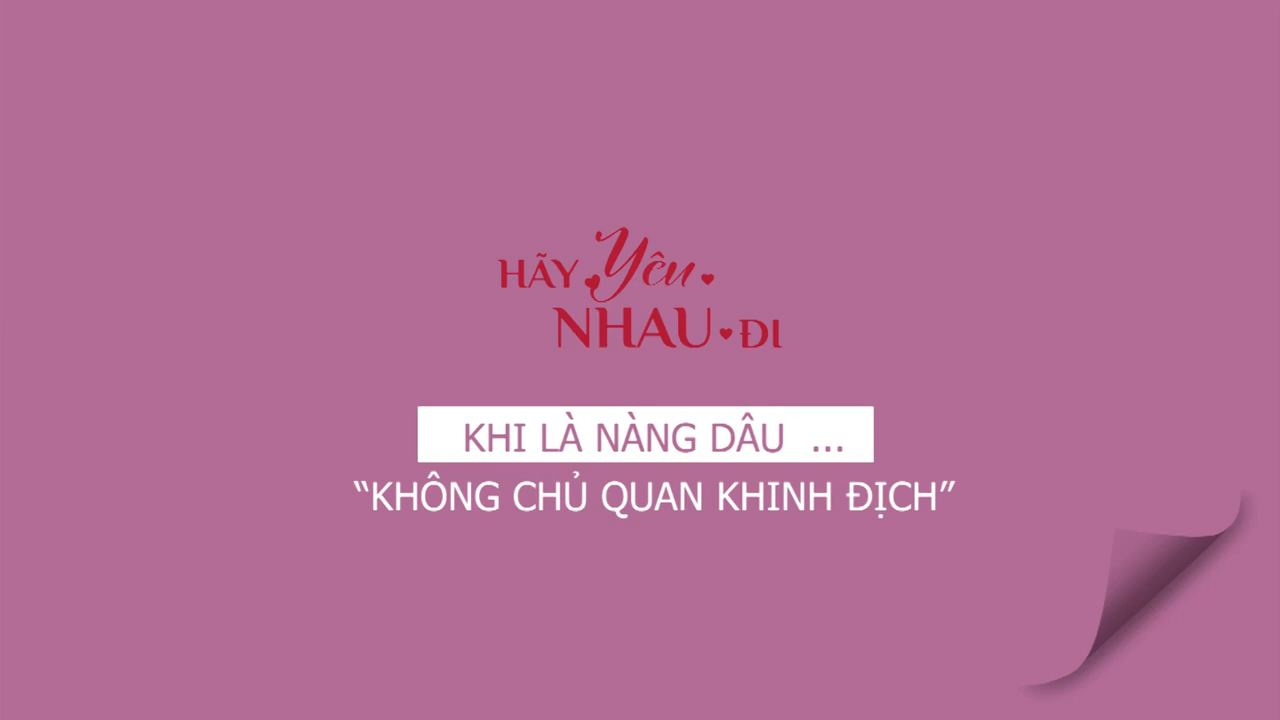 HÃY Yêu
NHAU ĐI
KHI LÀ NÀNG DÂU ...
“KHÔNG CHỦ QUAN KHINH ĐỊCH”